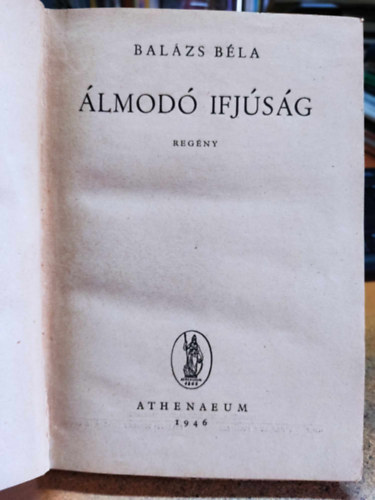 BALÁZS BÉLA
ÁLMODÓ IFJÚSÁG
REGÉNY
ATHENAEUM
1946